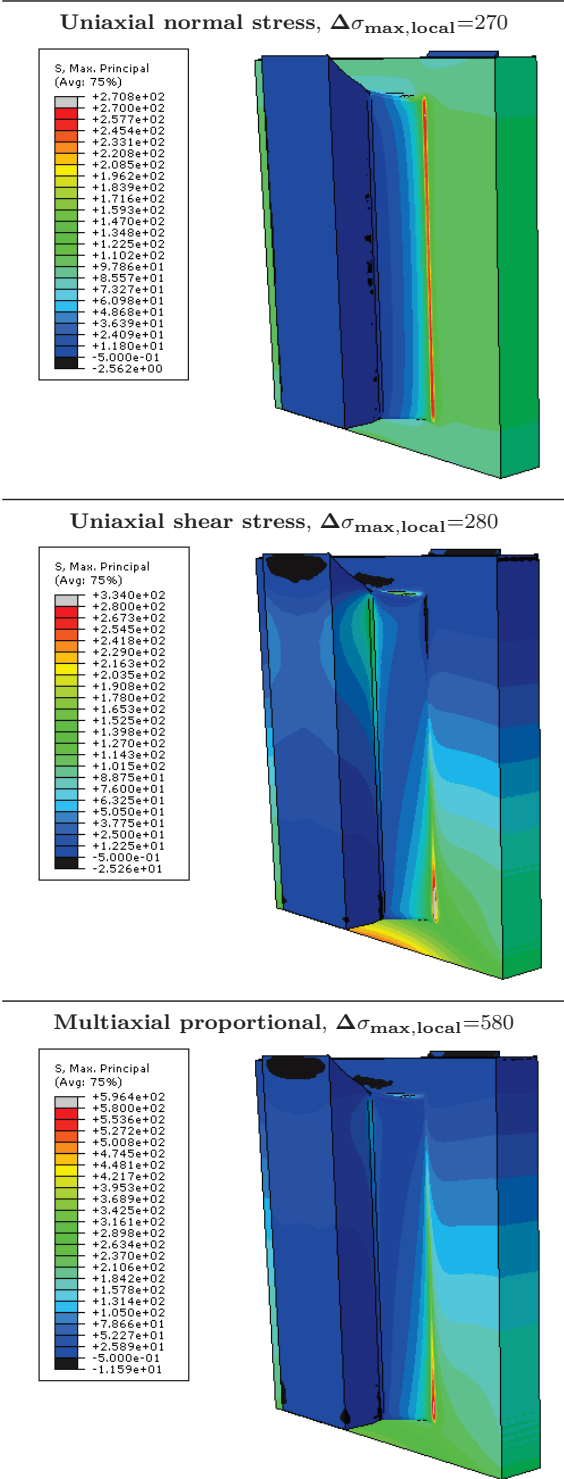 Uniaxial normal stress, Δσmax,local=270
S, Max. Principal
(Avg: 75%)
+2.708e+02
+2.700e+02
+2.577e+02
+2.454e+02
+2.331e+02
+2.208e+02
+2.085e+02
+1.962e+02
+1.839e+02
+1.716e+02
+1.593e+02
+1.470e+02
+1.348e+02
+1.225e+02
+1.102e+02
+9.786e+01
+8.557e+01
+7.327e+01
+6.098e+01
+4.868e+01
+3.639e+01
+2.409e+01
+1.180e+01
-5.000e-01
-2.562e+00
Uniaxial shear stress, Δσmax,local=280
S, Max. Principal
(Avg: 75%)
+3.340e+02
+2.800e+02
+2.673e+02
+2.545e+02
+2.418e+02
+2.290e+02
+2.163e+02
+2.035e+02
+1.908e+02
+1.780e+02
+1.653e+02
+1.525e+02
+1.398e+02
+1.270e+02
+1.143e+02
+1.015e+02
+8.875e+01
+7.600e+01
+6.325e+01
+5.050e+01
+3.775e+01
+2.500e+01
+1.225e+01
-5.000e-01
-2.526e+01
Multiaxial proportional, Δσmax,local=580
S, Max. Principal
(Avg: 75%)
+5.964e+02
+5.800e+02
+5.536e+02
+5.272e+02
+5.008e+02
+4.745e+02
+4.481e+02
+4.217e+02
+3.953e+02
+3.689e+02
+3.425e+02
+3.161e+02
+2.898e+02
+2.634e+02
+2.370e+02
+2.106e+02
+1.842e+02
+1.578e+02
+1.314e+02
+1.050e+02
+7.866e+01
+5.227e+01
+2.589e+01
-5.000e-01
-1.159e+01